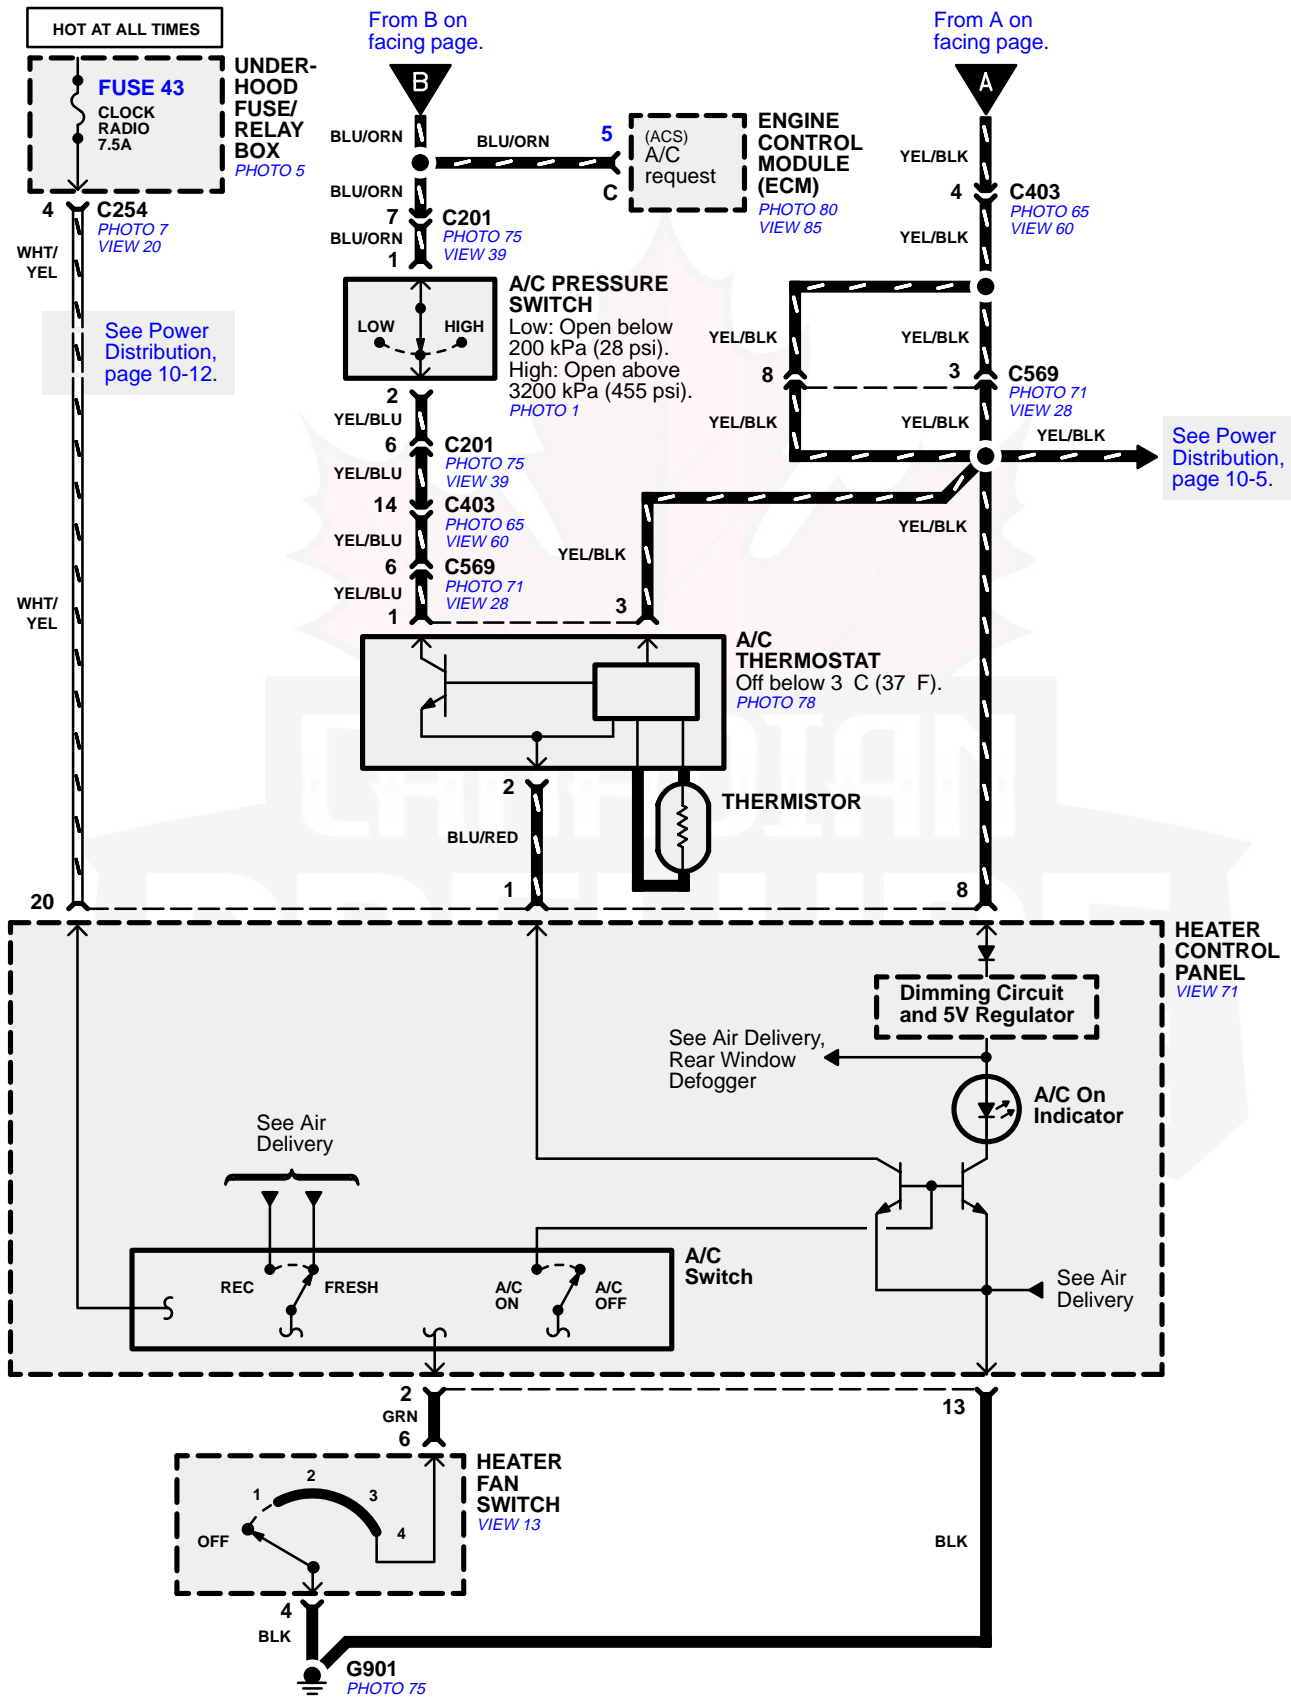 HOT AT ALL TIMES
FUSE 43
CLOCK
RADIO
7.5A
UNDER-
HOOD
FUSE/
RELAY
BOX
PHOTO 5
4
C254
PHOTO 7
VIEW 20
WHT/
YEL
See Power
Distribution,
page 10-12.
WHT/
YEL
From B on
facing page.
B
BLU/ORN
BLU/ORN
5
C
(ACS)
A/C
request
ENGINE
CONTROL
MODULE
(ECM)
PHOTO 80
VIEW 85
BLU/ORN
7
C201
PHOTO 75
VIEW 39
BLU/ORN
1
LOW
HIGH
A/C PRESSURE
SWITCH
Low: Open below
200 kPa (28 psi).
High: Open above
3200 kPa (455 psi).
PHOTO 1
2
YEL/BLU
6
C201
PHOTO 75
VIEW 39
YEL/BLU
14
C403
PHOTO 65
VIEW 60
YEL/BLU
6
C569
PHOTO 71
VIEW 28
YEL/BLU
1
From A on
facing page.
A
YEL/BLK
4
C403
PHOTO 65
VIEW 60
YEL/BLK
YEL/BLK
YEL/BLK
8
3
C569
PHOTO 71
VIEW 28
YEL/BLK
YEL/BLK
YEL/BLK
See Power
Distribution,
page 10-5.
YEL/BLK
YEL/BLK
3
A/C
THERMOSTAT
Off below 3 C (37 F).
PHOTO 78
2
THERMISTOR
BLU/RED
20
1
8
HEATER
CONTROL
PANEL
VIEW 71
Dimming Circuit
and 5V Regulator
See Air Delivery,
Rear Window
Defogger
A/C On
Indicator
See Air
Delivery
REC
FRESH
A/C
ON
A/C
OFF
A/C
Switch
See Air
Delivery
2
GRN
6
13
HEATER
FAN
SWITCH
VIEW 13
OFF
1
2
3
4
BLK
4
BLK
G901
PHOTO 75
CANADIAN